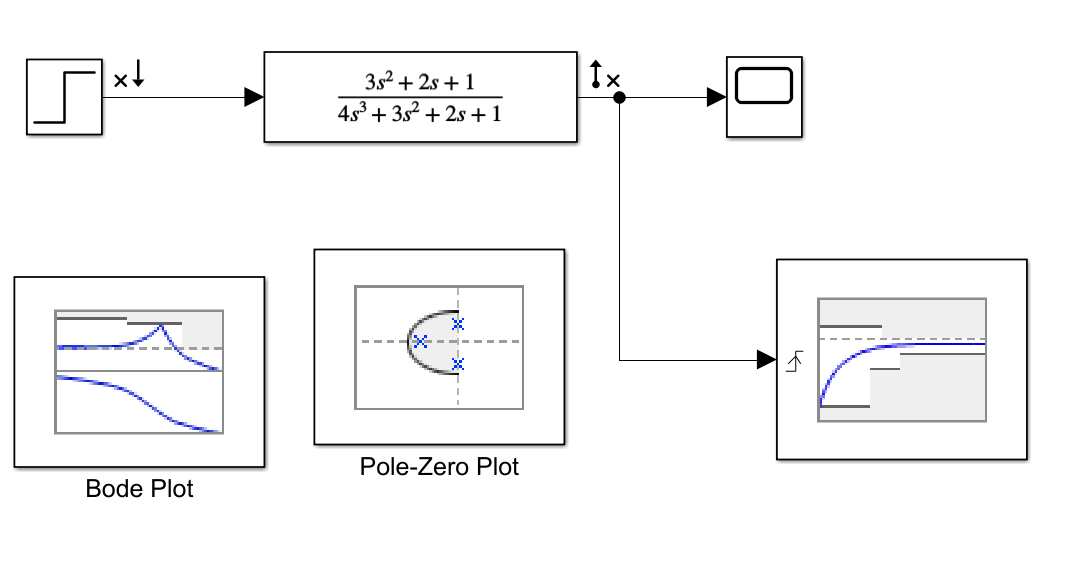 3s² + 2s + 1
4s³ + 3s² + 2s + 1
Pole-Zero Plot
Bode Plot